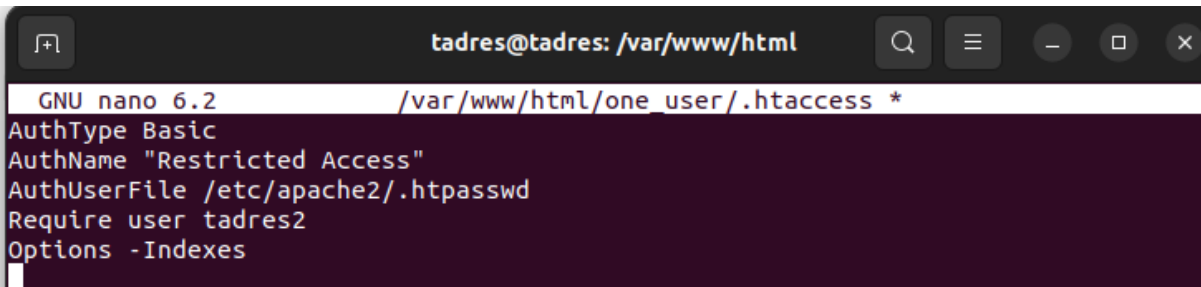 tadres@tadres: /var/www/html
GNU nano 6.2 /var/www/html/one_user/.htaccess *
AuthType Basic
AuthName "Restricted Access"
AuthUserFile /etc/apache2/.htpasswd
Require user tadres2
Options -Indexes